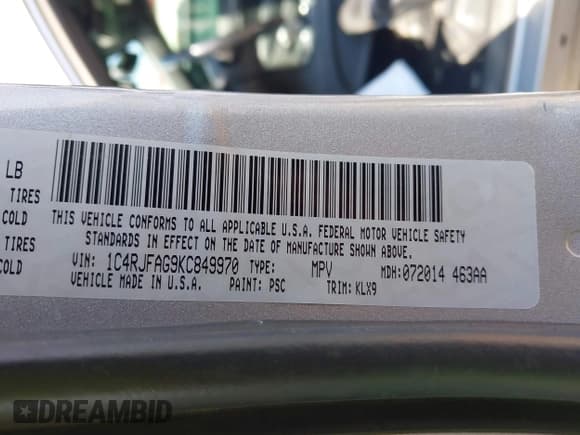 LB
TIRES
COLD
TIRES
COLD
THIS VEHICLE CONFORMS TO ALL APPLICABLE U.S.A. FEDERAL MOTOR VEHICLE SAFETY
STANDARDS IN EFFECT ON THE DATE OF MANUFACTURE SHOWN ABOVE.
VIN: 1C4RJFAG9KC849970 TYPE: MPV MDH:072014 463AA
VEHICLE MADE IN U.S.A. PAINT: PSC TRIM: KLX9
DREAMBID